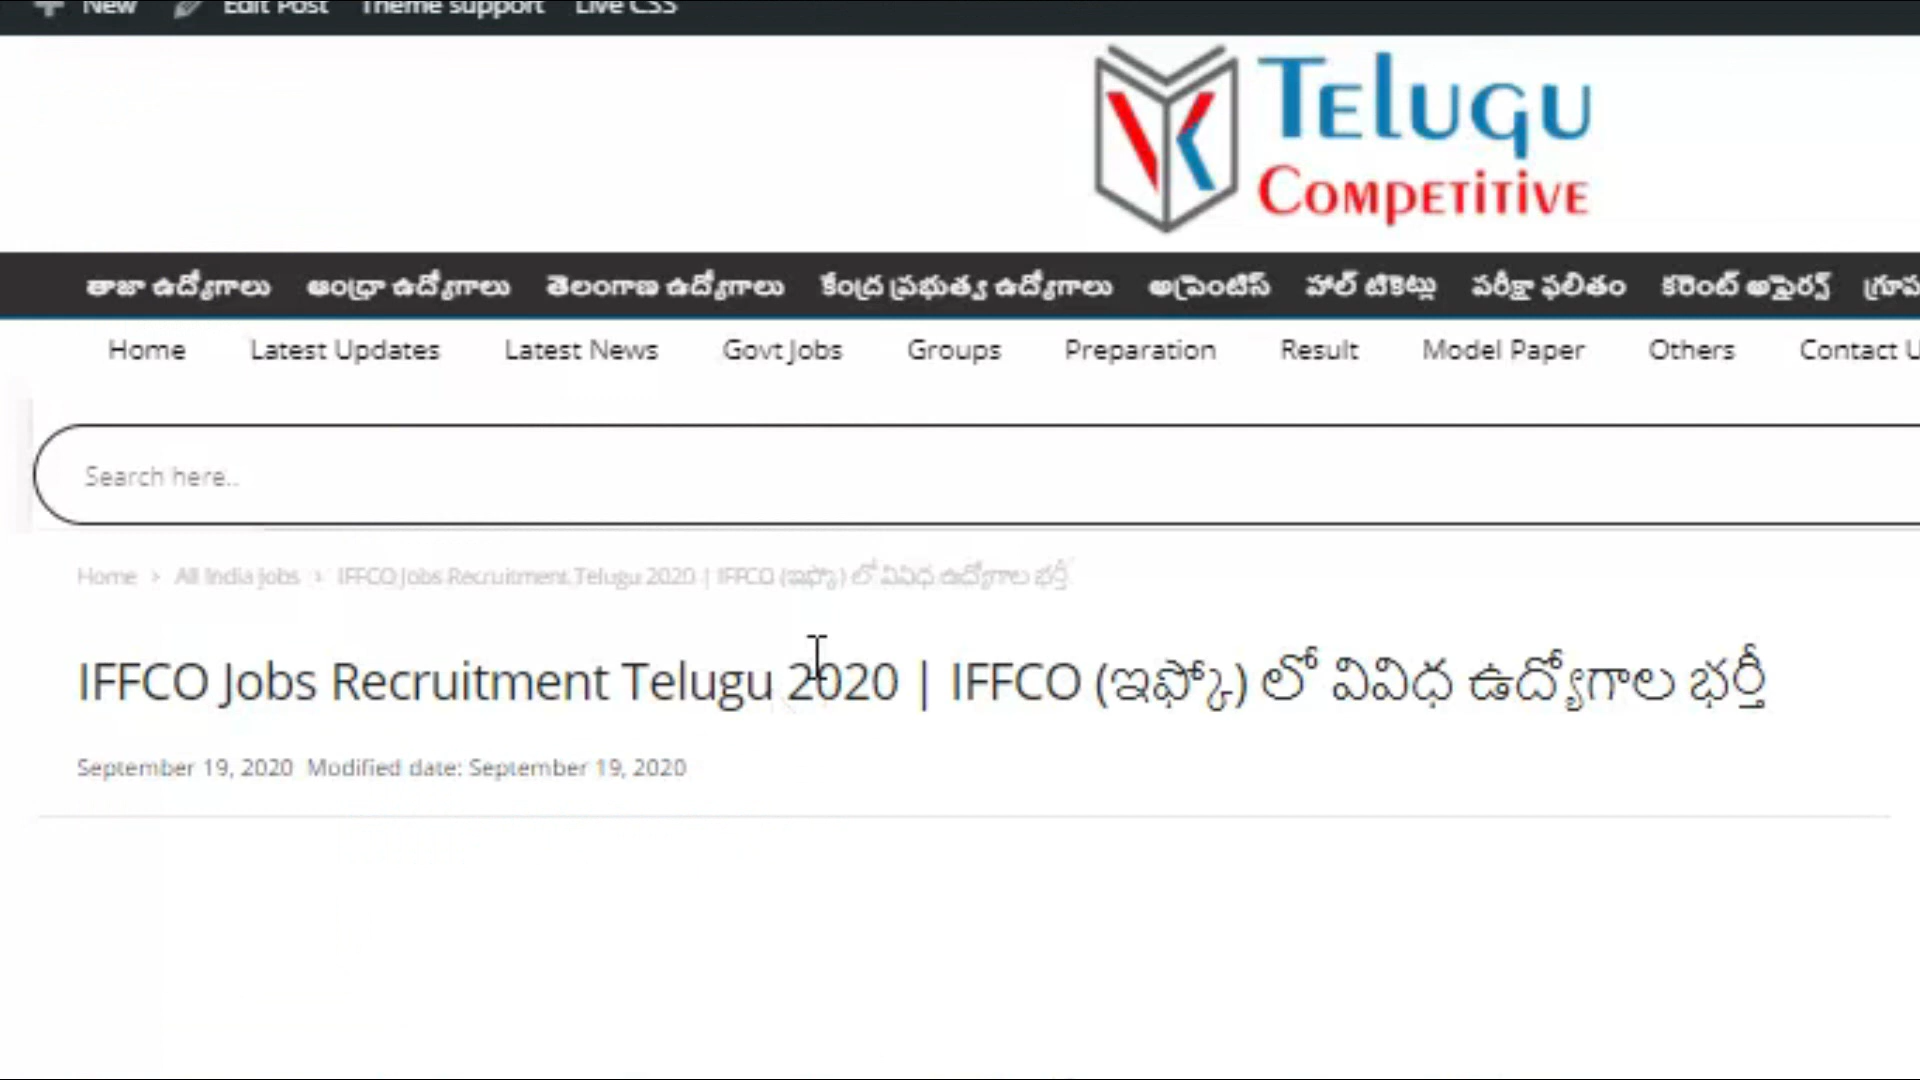 New Edit Post Theme support Live CSS
TELUGU
COMPETITIVE
తాజా ఉద్యోగాలు ఆంధ్రా ఉద్యోగాలు తెలంగాణ ఉద్యోగాలు కేంద్ర ప్రభుత్వ ఉద్యోగాలు అప్రెంటిస్ హాల్ టికెట్లు పరీక్షా ఫలితం కరెంట్ అఫైర్స్
Home Latest Updates Latest News Govt Jobs Groups Preparation Result Model Paper Others Contact
Search here..
Home > All India jobs > IFFCO Jobs Recruitment Telugu 2020 | IFFCO (ఇఫ్కో) లో వివిధ ఉద్యోగాల భర్తీ
IFFCO Jobs Recruitment Telugu 2020 | IFFCO (ఇఫ్కో) లో వివిధ ఉద్యోగాల భర్తీ
September 19, 2020 Modified date: September 19, 2020